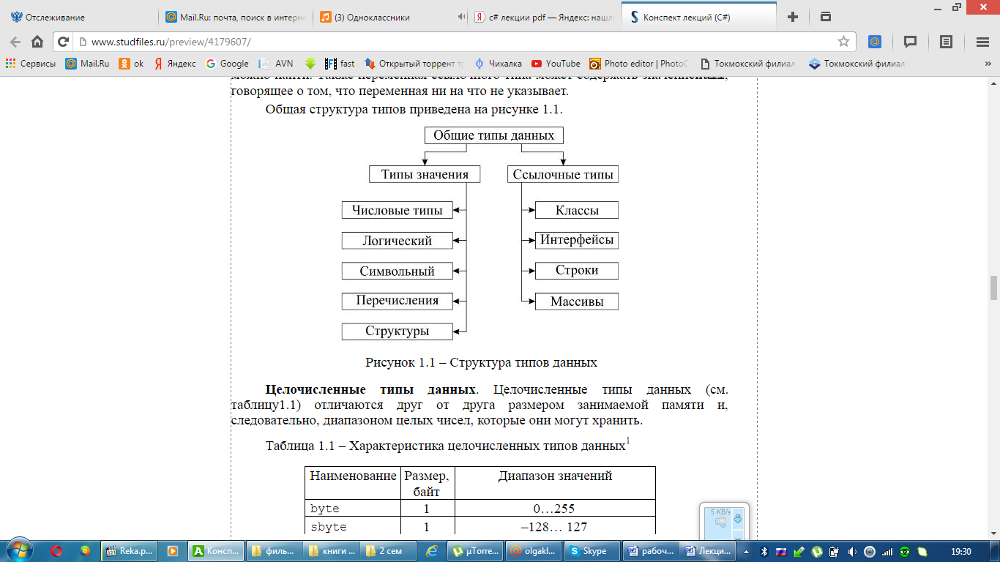 Отслеживание
Mail.Ru: почта, поиск в интерне
(3) Одноклассники
c# лекции pdf — Яндекс: нашл
Конспект лекций (C#)
www.studfiles.ru/preview/4179607/
Сервисы
Mail.Ru
ok
Яндекс
Google
AVN
fast
Открытый торрент тр
Чихалка
YouTube
Photo editor | PhotoC
Токмокский филиал
Токмокский филиал
говорящее о том, что переменная ни на что не указывает.
Общая структура типов приведена на рисунке 1.1.
Общие типы данных
Типы значения
Ссылочные типы
Числовые типы
Классы
Логический
Интерфейсы
Символьный
Строки
Перечисления
Массивы
Структуры
Рисунок 1.1 – Структура типов данных
Целочисленные типы данных. Целочисленные типы данных (см.
таблицу1.1) отличаются друг от друга размером занимаемой памяти и,
следовательно, диапазоном целых чисел, которые они могут хранить.
Таблица 1.1 – Характеристика целочисленных типов данных1
Наименование
Размер, байт
Диапазон значений
byte 1 0…255
sbyte 1 –128… 127
5 KB/s
Reka.p...
Консп...
филь...
книги ...
2 сем
µTorre...
olgakl...
Skype
рабоч...
Лекци...
19:30